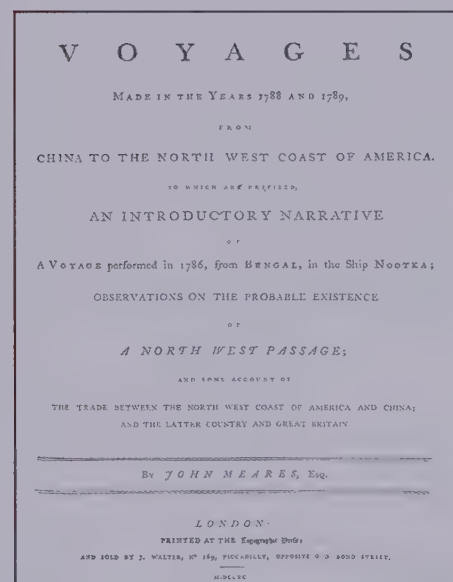 VOYAGES
MADE IN THE YEARS 1788 AND 1789,
FROM
CHINA TO THE NORTH WEST COAST OF AMERICA.
TO WHICH ARE PREFIXED,
AN INTRODUCTORY NARRATIVE
OF
A VOYAGE performed in 1786, from BENGAL, in the Ship NOOTKA;
OBSERVATIONS ON THE PROBABLE EXISTENCE
OF
A NORTH WEST PASSAGE;
AND SOME ACCOUNT OF
THE TRADE BETWEEN THE NORTH WEST COAST OF AMERICA AND CHINA;
AND THE LATTER COUNTRY AND GREAT BRITAIN
BY JOHN MEARES, ESQ.
LONDON
PRINTED AT THE Logographic Press;
AND SOLD BY J. WALTER, Nº 169, PICCADILLY, OPPOSITE OLD BOND STREET.
M.DCC.XC